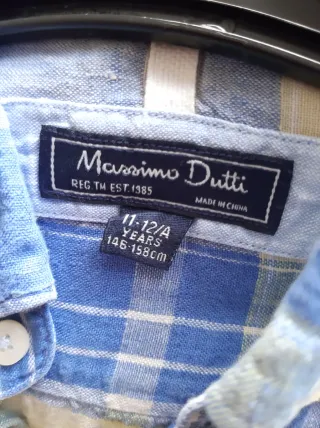 Massimo Dutti
REG. TM EST. 1985
MADE IN CHINA
11-12/A
YEARS
146-158cm